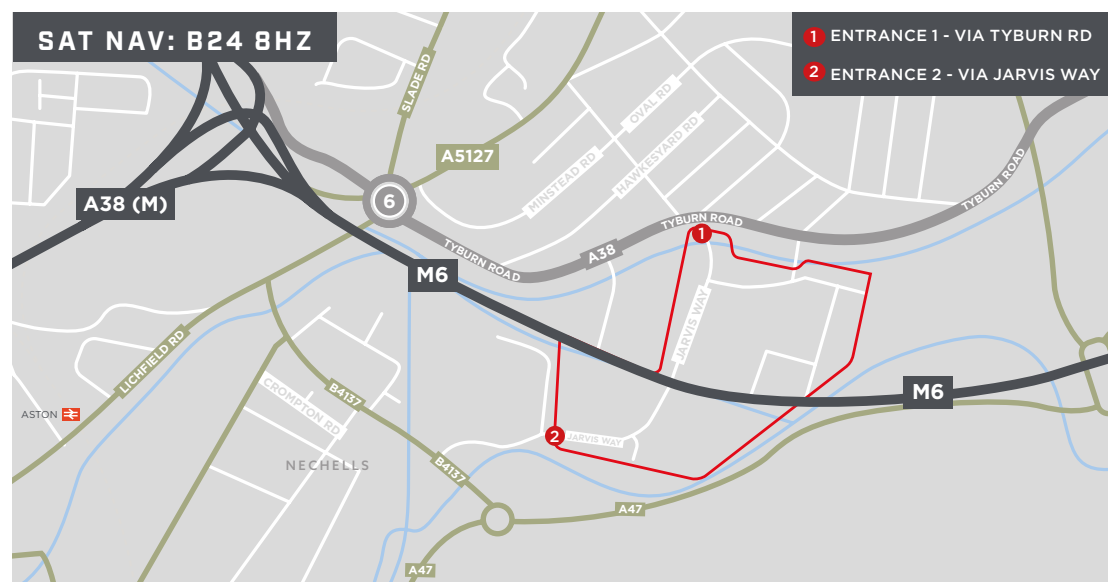 SAT NAV: B24 8HZ
1 ENTRANCE 1 - VIA TYBURN RD
2 ENTRANCE 2 - VIA JARVIS WAY
SLADE RD
OVAL RD
A5127
HAWKESYARD RD
MINSTEAD RD
A38 (M)
6
TYBURN ROAD
TYBURN ROAD
1
TYBURN ROAD
A38
M6
JARVIS WAY
LICHFIELD RD
M6
B4137
CROMPTON RD
ASTON
2
JARVIS WAY
NECHELLS
B4137
A47
A47